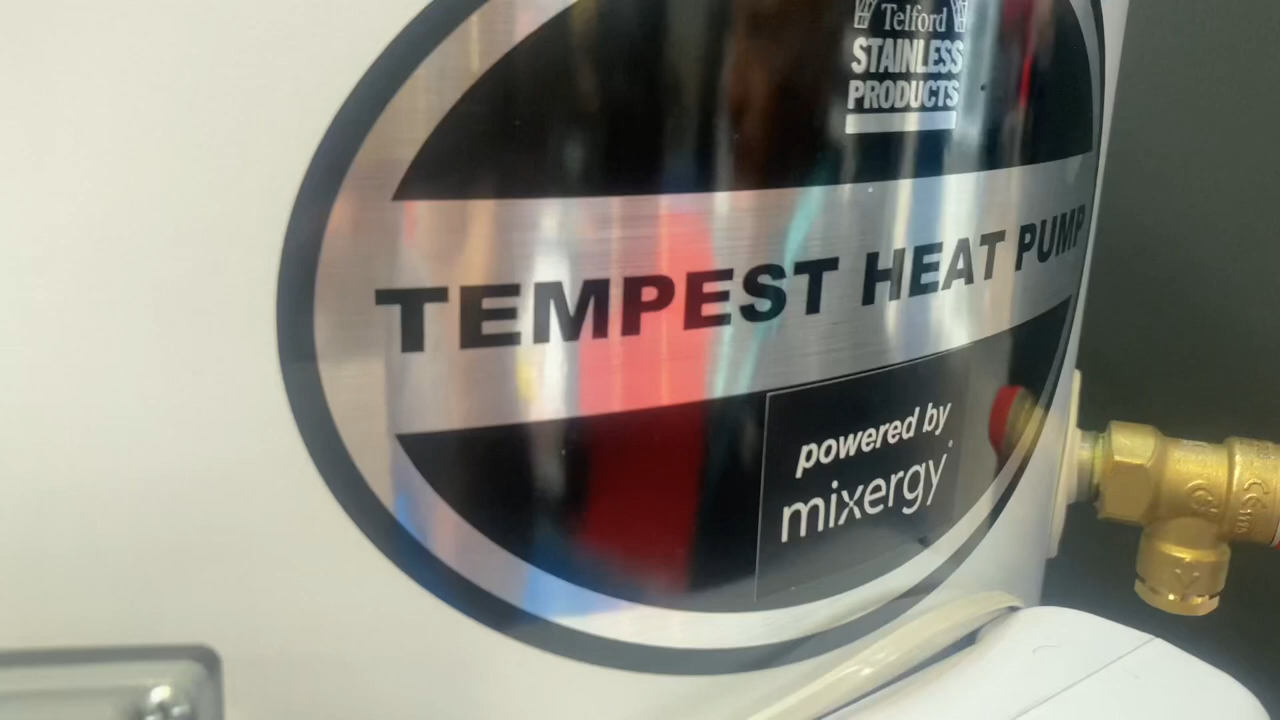 Telford
STAINLESS
PRODUCTS
TEMPEST HEAT PUMP
powered by
mixergy